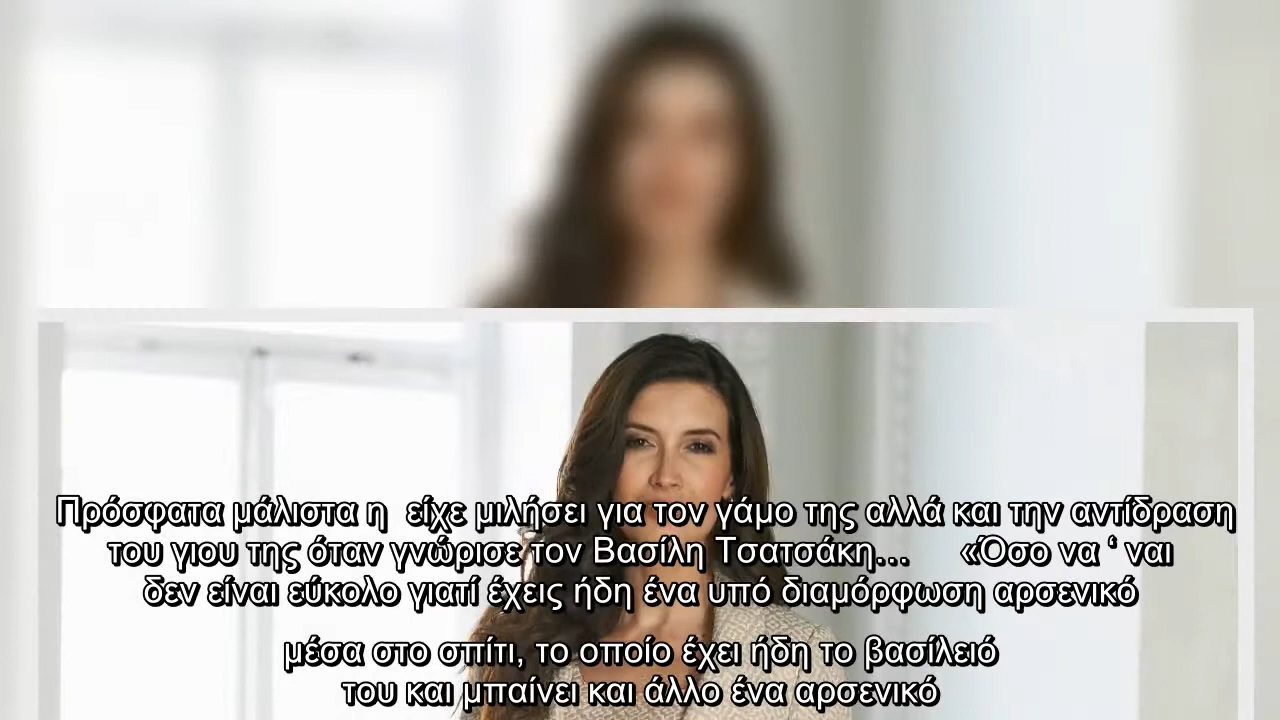 Πρόσφατα μάλιστα η  είχε μιλήσει για τον γάμο της αλλά και την αντίδραση
του γιου της όταν γνώρισε τον Βασίλη Τσατσάκη...     «Όσο να ‘ ναι
δεν είναι εύκολο γιατί έχεις ήδη ένα υπό διαμόρφωση αρσενικό
μέσα στο σπίτι, το οποίο έχει ήδη το βασίλειό
του και μπαίνει και άλλο ένα αρσενικό